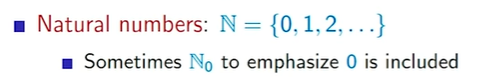 Natural numbers: ℕ = {0, 1, 2, ...}
Sometimes ℕ₀ to emphasize 0 is included